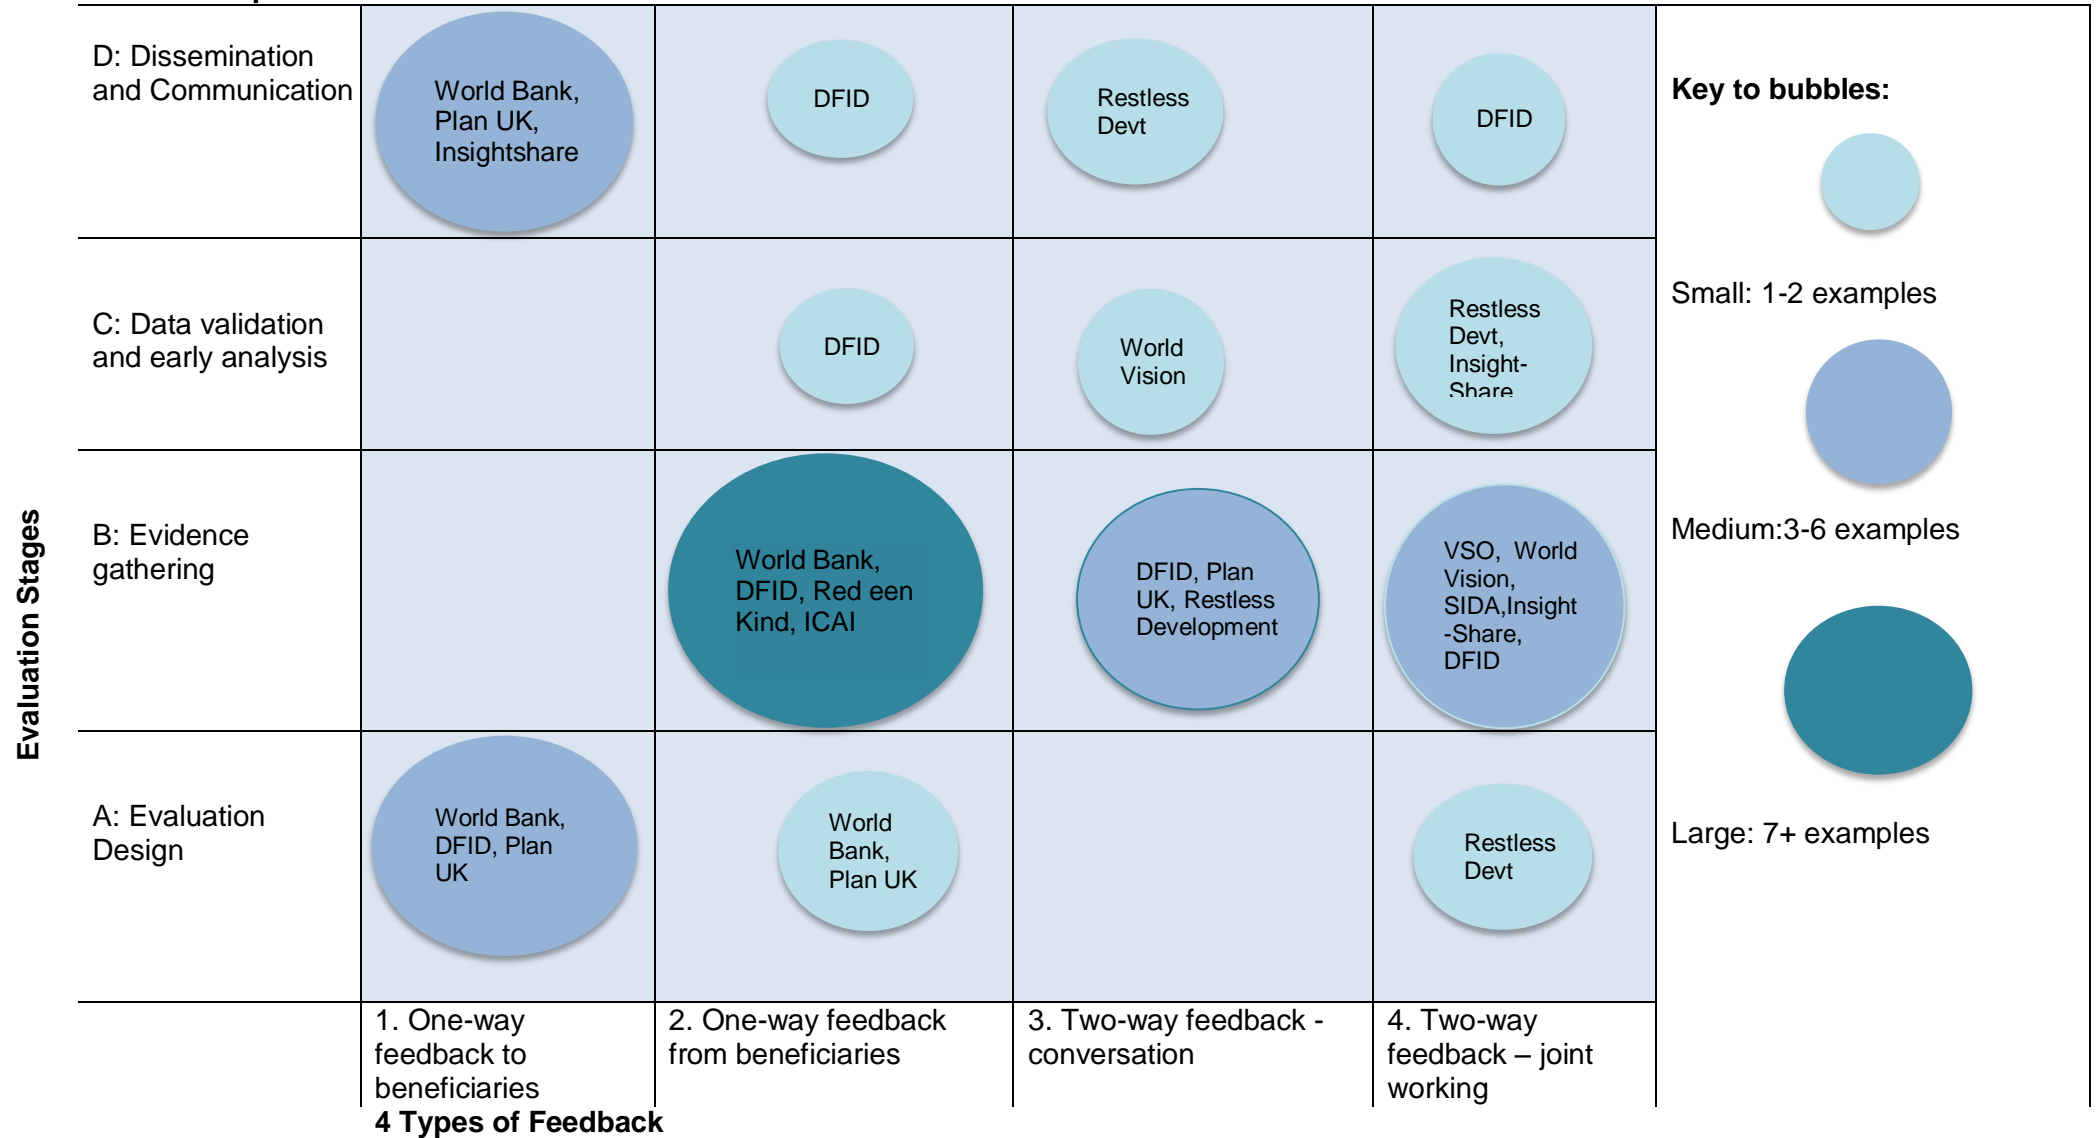 D: Dissemination
and Communication
World Bank,
Plan UK,
Insightshare
DFID
Restless
Devt
DFID
Key to bubbles:
Small: 1-2 examples
Medium:3-6 examples
Large: 7+ examples
C: Data validation
and early analysis
DFID
World
Vision
Restless
Devt,
Insight-
Share
Evaluation Stages
B: Evidence
gathering
World Bank,
DFID, Red een
Kind, ICAI
DFID, Plan
UK, Restless
Development
VSO, World
Vision,
SIDA,Insight
-Share,
DFID
A: Evaluation
Design
World Bank,
DFID, Plan
UK
World
Bank,
Plan UK
Restless
Devt
1. One-way
feedback to
beneficiaries
2. One-way feedback
from beneficiaries
3. Two-way feedback -
conversation
4. Two-way
feedback – joint
working
4 Types of Feedback